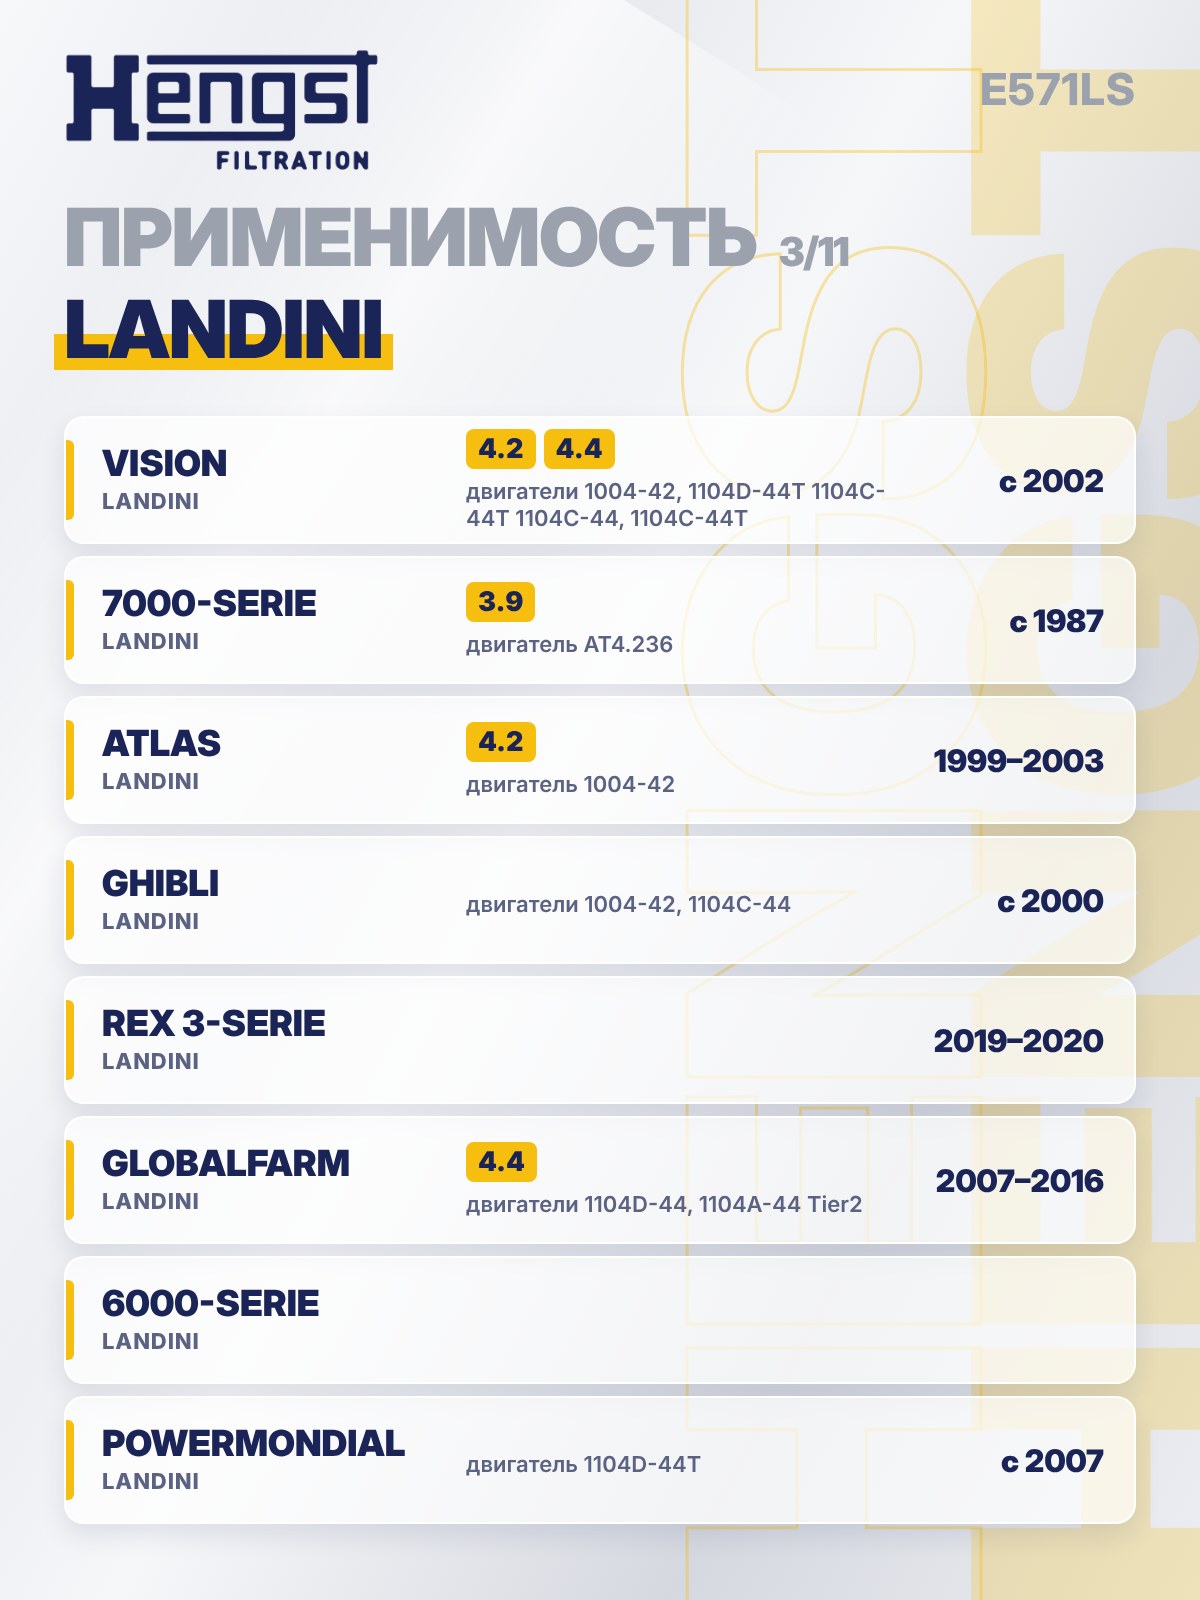 Hengst
FILTRATION
E571LS
ПРИМЕНИМОСТЬ 3/11
LANDINI
VISION
LANDINI
4.2 4.4
двигатели 1004-42, 1104D-44T 1104C-
44T 1104C-44, 1104C-44T
с 2002
7000-SERIE
LANDINI
3.9
двигатель AT4.236
с 1987
ATLAS
LANDINI
4.2
двигатель 1004-42
1999–2003
GHIBLI
LANDINI
двигатели 1004-42, 1104C-44
с 2000
REX 3-SERIE
LANDINI
2019–2020
GLOBALFARM
LANDINI
4.4
двигатели 1104D-44, 1104A-44 Tier2
2007–2016
6000-SERIE
LANDINI
POWERMONDIAL
LANDINI
двигатель 1104D-44T
с 2007
HENGST
HENGST